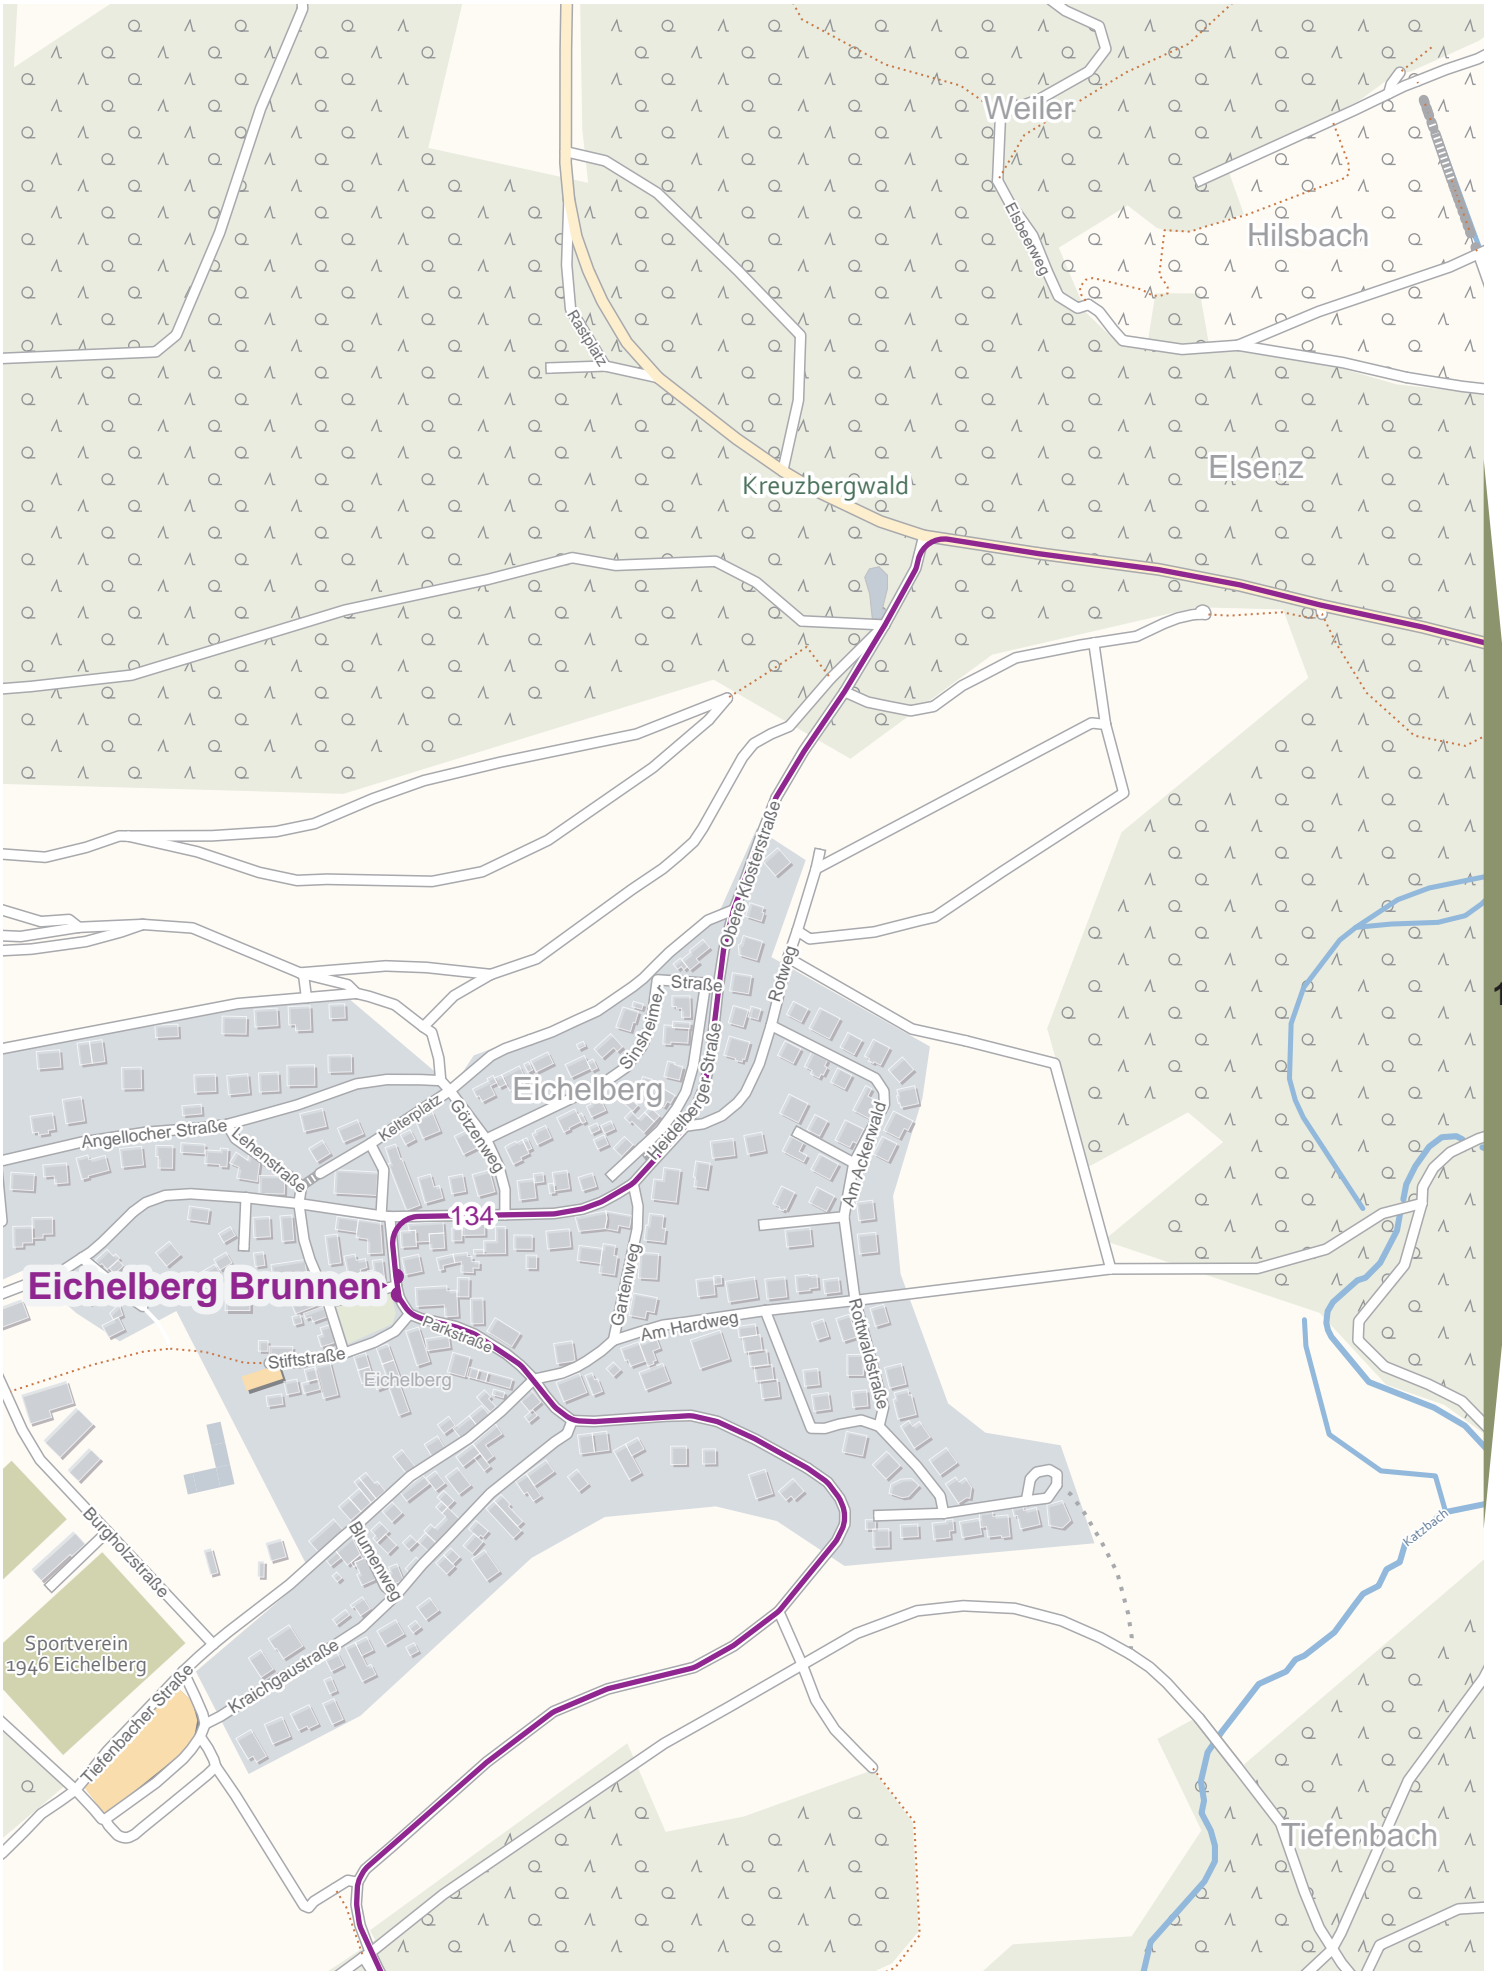 Weiler
Elsbeerweg
Hilsbach
Rastplatz
Elsenz
Kreuzbergwald
Obere Klosterstraße
Rotweg
Straße
Sinsheimer
Heidelberger Straße
Eichelberg
Kelterplatz
Götzenweg
Angellocher Straße
Lehenstraße
Am Ackerwald
134
Eichelberg Brunnen
Gartenweg
Parkstraße
Am Hardweg
Rottwaldstraße
Stiftstraße
Eichelberg
Burgholzstraße
Blumenweg
Katzbach
Sportverein
1946 Eichelberg
Kraichgaustraße
Tiefenbacher Straße
Tiefenbach